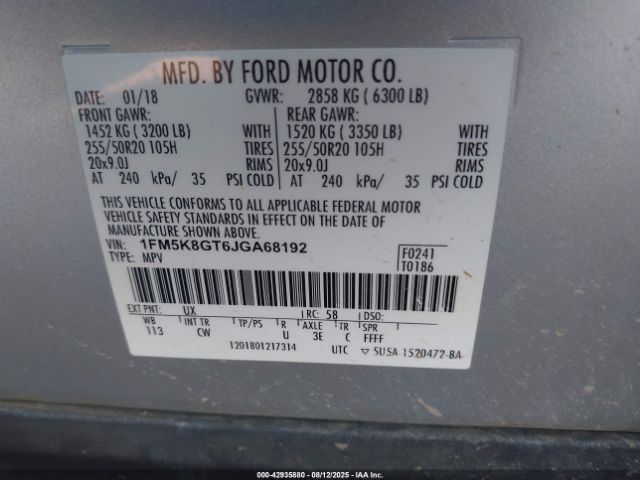 MFD. BY FORD MOTOR CO.
DATE: 01/18 GVWR: 2858 KG ( 6300 LB)
FRONT GAWR: REAR GAWR:
1452 KG ( 3200 LB) WITH 1520 KG ( 3350 LB) WITH
255/50R20 105H TIRES 255/50R20 105H TIRES
20x9.0J RIMS 20x9.0J RIMS
AT 240 kPa/ 35 PSI COLD AT 240 kPa/ 35 PSI COLD
THIS VEHICLE CONFORMS TO ALL APPLICABLE FEDERAL MOTOR
VEHICLE SAFETY STANDARDS IN EFFECT ON THE DATE OF
MANUFACTURE SHOWN ABOVE.
VIN: 1FM5K8GT6JGA68192 F0241
TYPE: MPV T0186
EXT PNT: UX RC: 58 DSO:
WB INT TR TP/PS R AXLE TR SPR
113 CW U 3E C FFFF
1201801217314 UTC ▽ 5U5A 1520472-BA
000-42935880 - 08/12/2025 - IAA Inc.